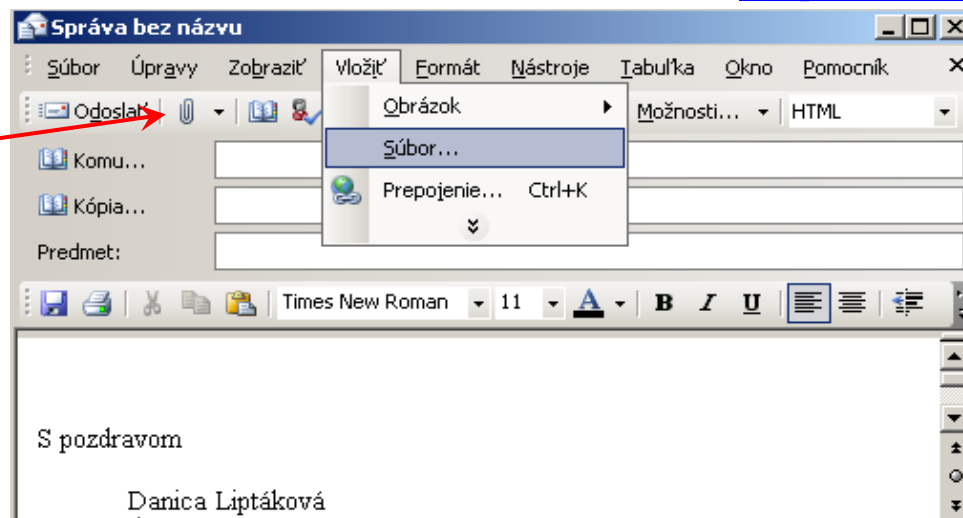 Správa bez názvu
Súbor Úpravy Zobraziť Vložiť Formát Nástroje Tabuľka Okno Pomocník
Odoslať Možnosti... HTML
Obrázok
Súbor...
Komu...
Prepojenie... Ctrl+K
Kópia...
Predmet:
Times New Roman 11 A B I U
S pozdravom
Danica Liptáková